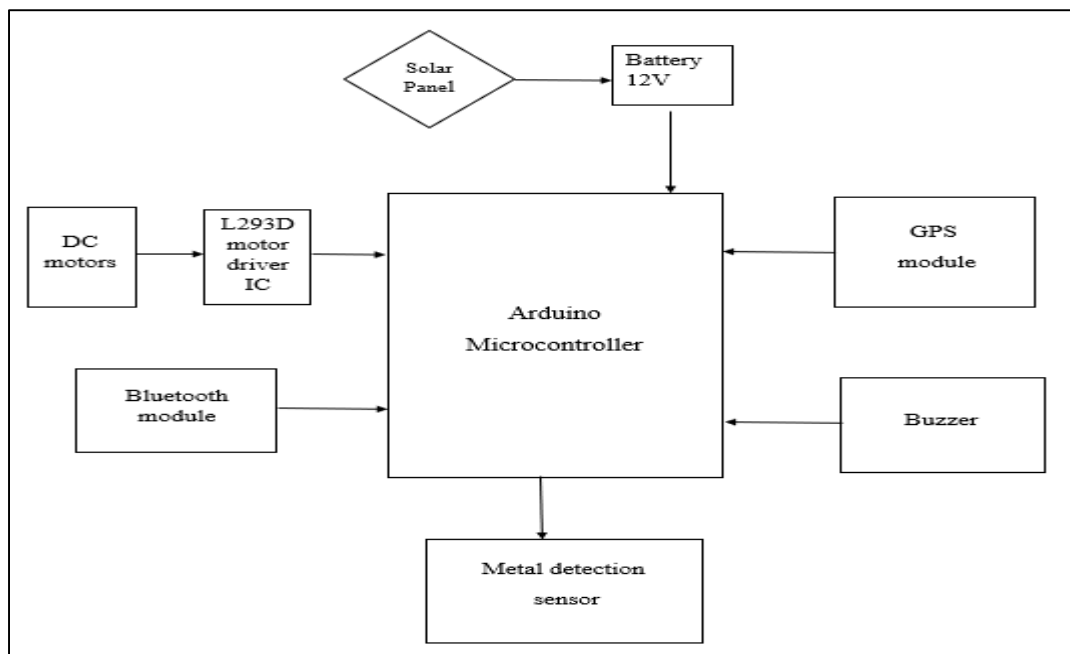 Solar
Panel
Battery
12V
DC
motors
L293D
motor
driver
IC
GPS
module
Arduino
Microcontroller
Bluetooth
module
Buzzer
Metal detection
sensor